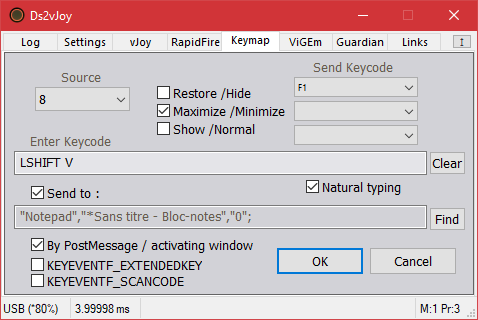 Ds2vJoy
Log Settings vJoy RapidFire Keymap ViGEm Guardian Links I
Source
8
Restore /Hide
Maximize /Minimize
Show /Normal
Send Keycode
F1
Enter Keycode
LSHIFT V
Clear
Send to :
Natural typing
"Notepad","*Sans titre - Bloc-notes","0";
Find
By PostMessage / activating window
KEYEVENTF_EXTENDEDKEY
KEYEVENTF_SCANCODE
OK
Cancel
USB (*80%) 3.99998 ms M:1 Pr:3